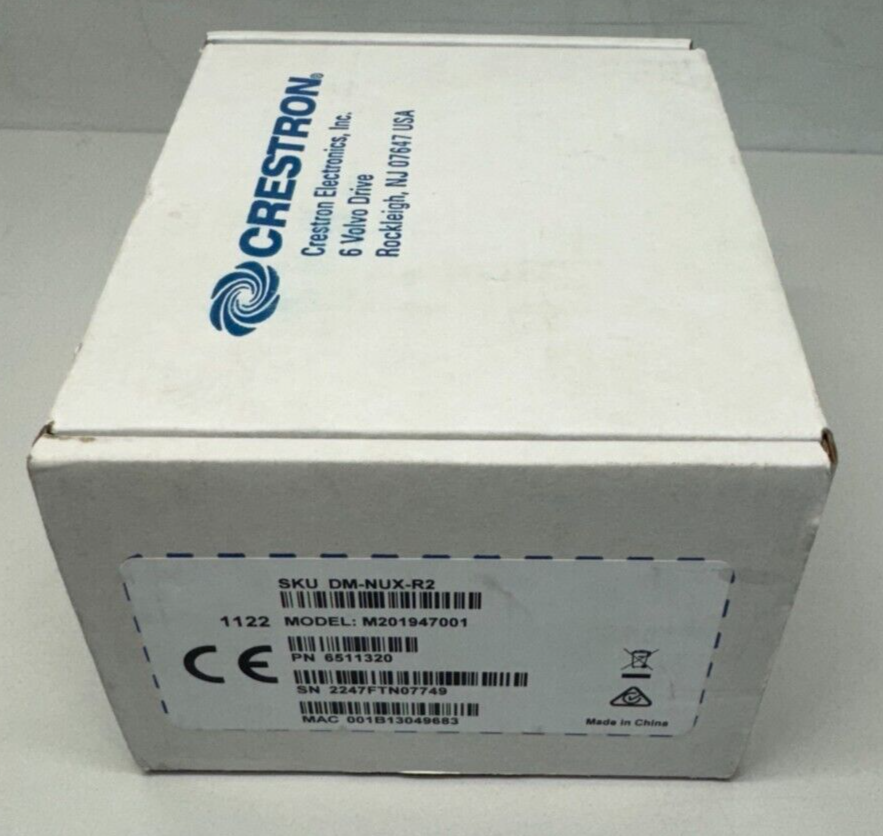 CRESTRON®
Crestron Electronics, Inc.
6 Volvo Drive
Rockleigh, NJ 07647 USA
SKU DM-NUX-R2
1122 MODEL: M201947001
CE
PN 6511320
SN 2247FTN07749
MAC 001B13049683
Made in China